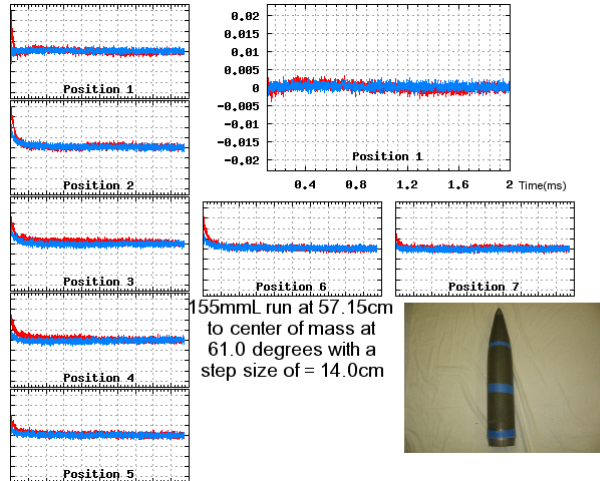 Position 1
Position 2
Position 3
Position 4
Position 5
0.02
0.015
0.01
0.005
0
-0.005
-0.01
-0.015
-0.02
Position 1
0.4 0.8 1.2 1.6 2 Time(ms)
Position 6
Position 7
155mmL run at 57.15cm
to center of mass at
61.0 degrees with a
step size of = 14.0cm